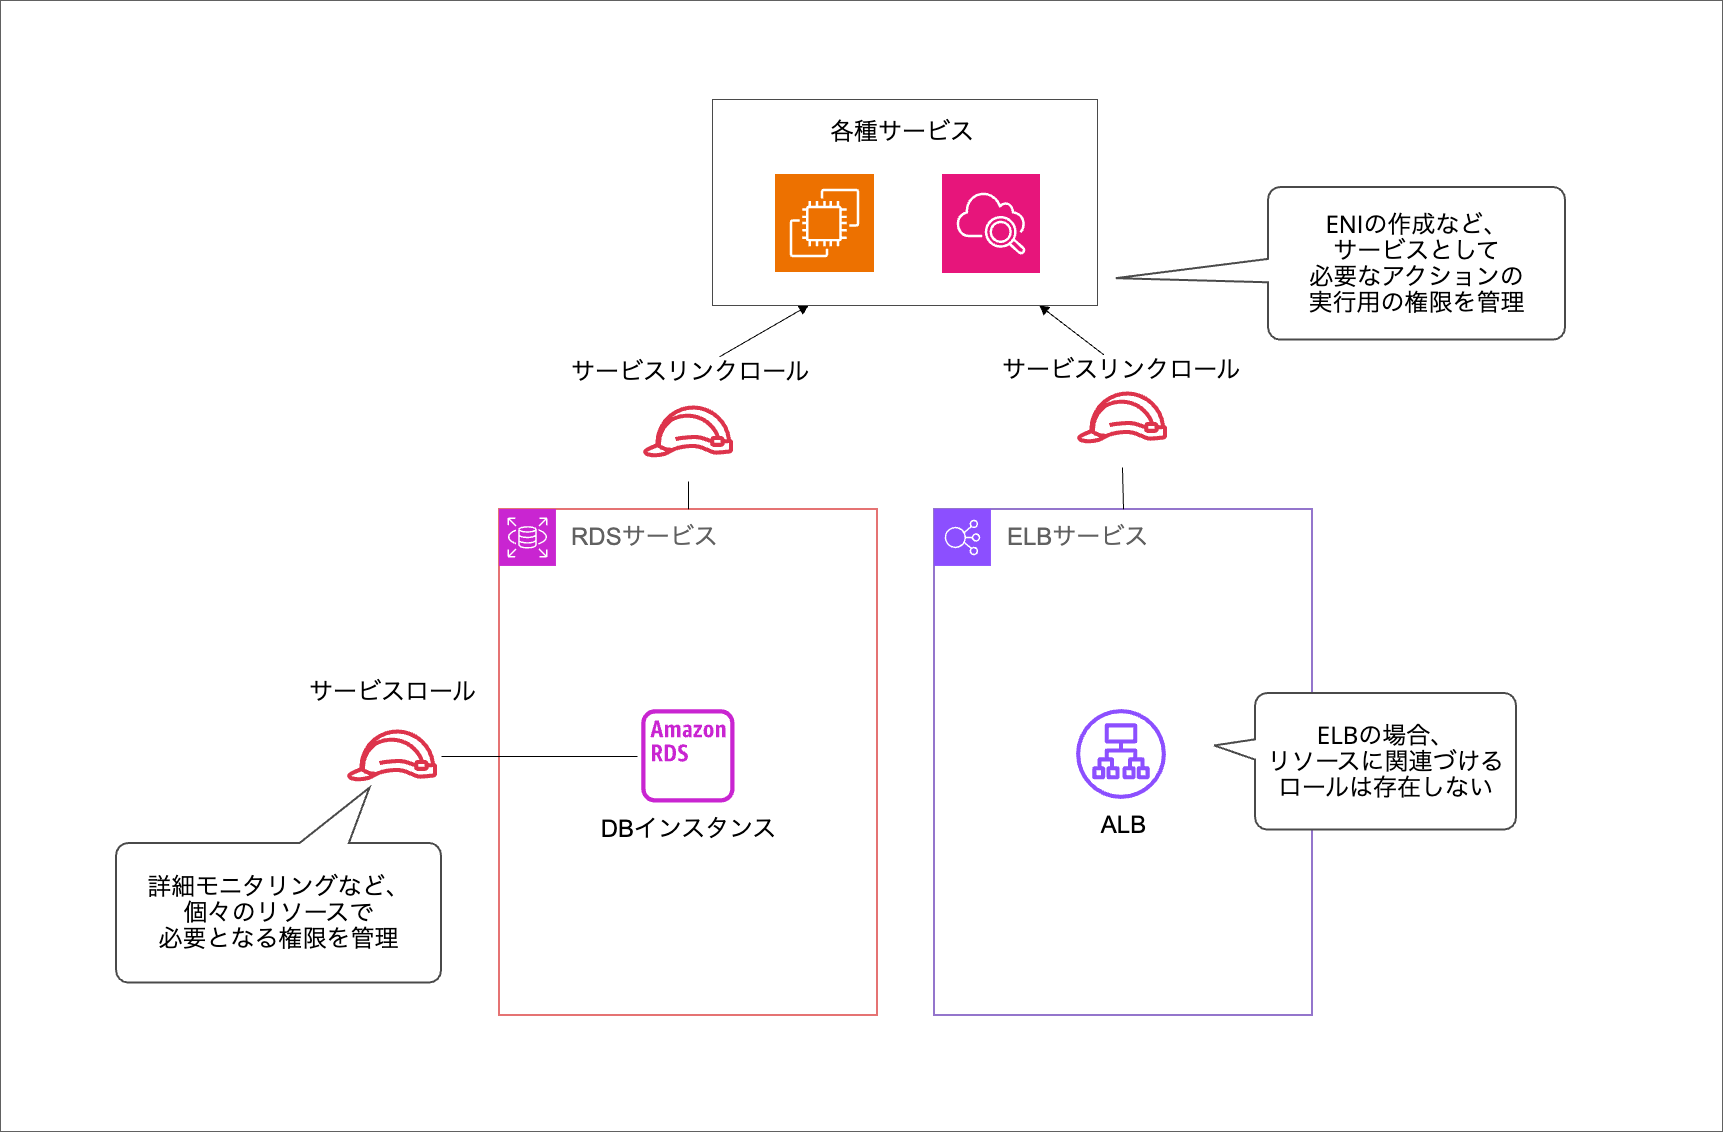 各種サービス
ENIの作成など、
サービスとして
必要なアクションの
実行用の権限を管理
サービスリンクロール
サービスリンクロール
RDSサービス
ELBサービス
サービスロール
Amazon
RDS
DBインスタンス
ALB
ELBの場合、
リソースに関連づける
ロールは存在しない
詳細モニタリングなど、
個々のリソースで
必要となる権限を管理